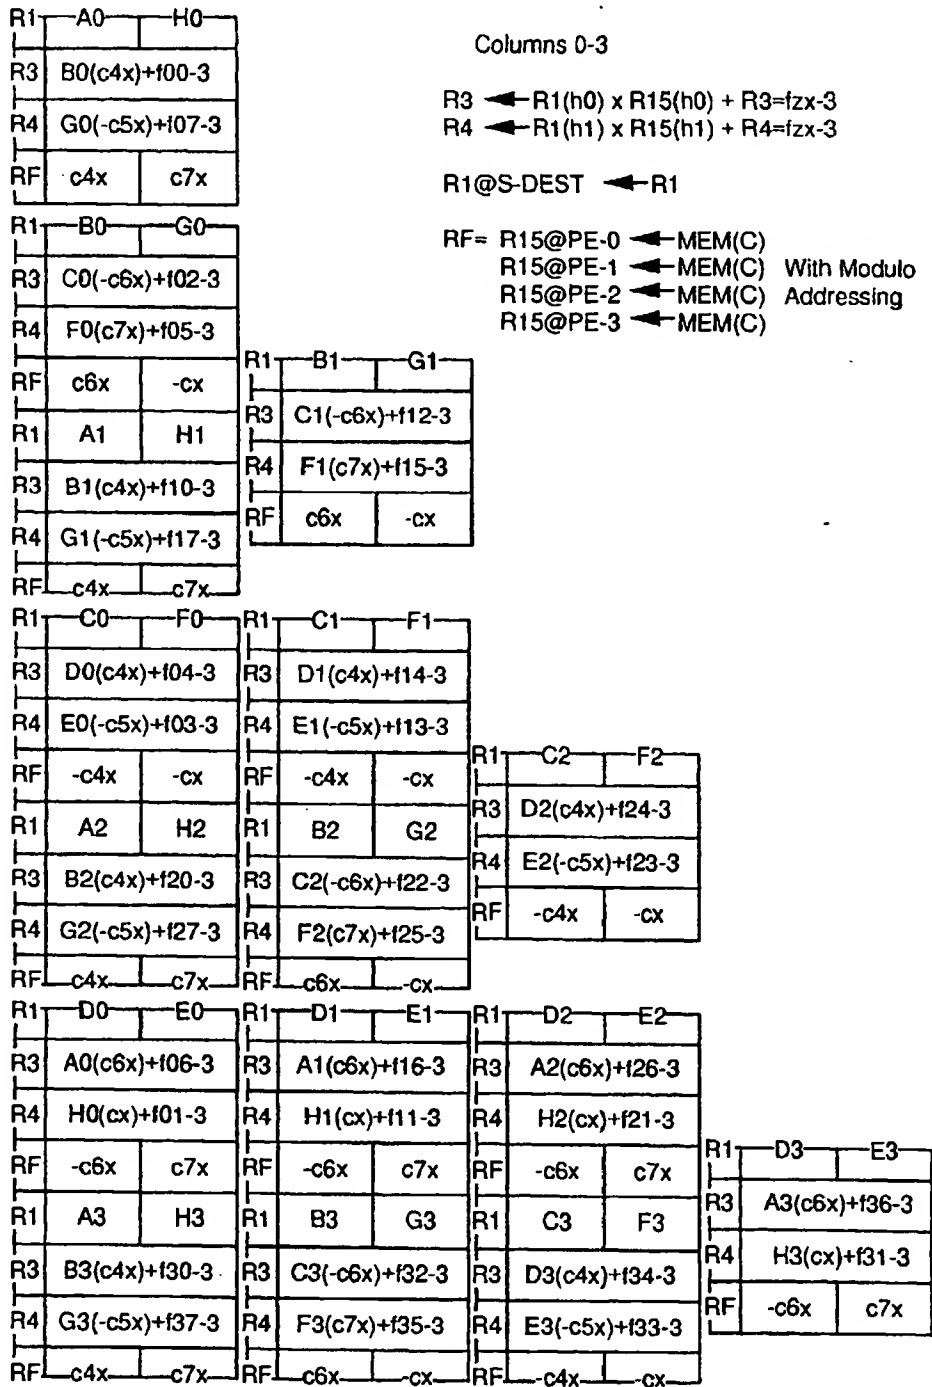 Columns 0-3
R3 ← R1(h0) x R15(h0) + R3=fzx-3
R4 ← R1(h1) x R15(h1) + R4=fzx-3
R1@S-DEST ← R1
RF= R15@PE-0 ← MEM(C)
R15@PE-1 ← MEM(C) With Modulo
R15@PE-2 ← MEM(C) Addressing
R15@PE-3 ← MEM(C)
R1 A0 H0
R3 B0(c4x)+f00-3
R4 G0(-c5x)+f07-3
RF c4x c7x
R1 B0 G0
R3 C0(-c6x)+f02-3
R4 F0(c7x)+f05-3
RF c6x -cx
R1 A1 H1
R3 B1(c4x)+f10-3
R4 G1(-c5x)+f17-3
RF c4x c7x
R1 B1 G1
R3 C1(-c6x)+f12-3
R4 F1(c7x)+f15-3
RF c6x -cx
R1 C0 F0
R3 D0(c4x)+f04-3
R4 E0(-c5x)+f03-3
RF -c4x -cx
R1 A2 H2
R3 B2(c4x)+f20-3
R4 G2(-c5x)+f27-3
RF c4x c7x
R1 C1 F1
R3 D1(c4x)+f14-3
R4 E1(-c5x)+f13-3
RF -c4x -cx
R1 B2 G2
R3 C2(-c6x)+f22-3
R4 F2(c7x)+f25-3
RF c6x -cx
R1 C2 F2
R3 D2(c4x)+f24-3
R4 E2(-c5x)+f23-3
RF -c4x -cx
R1 D0 E0
R3 A0(c6x)+f06-3
R4 H0(cx)+f01-3
RF -c6x c7x
R1 A3 H3
R3 B3(c4x)+f30-3
R4 G3(-c5x)+f37-3
RF c4x c7x
R1 D1 E1
R3 A1(c6x)+f16-3
R4 H1(cx)+f11-3
RF -c6x c7x
R1 B3 G3
R3 C3(-c6x)+f32-3
R4 F3(c7x)+f35-3
RF c6x -cx
R1 D2 E2
R3 A2(c6x)+f26-3
R4 H2(cx)+f21-3
RF -c6x c7x
R1 C3 F3
R3 D3(c4x)+f34-3
R4 E3(-c5x)+f33-3
RF -c4x -cx
R1 D3 E3
R3 A3(c6x)+f36-3
R4 H3(cx)+f31-3
RF -c6x c7x